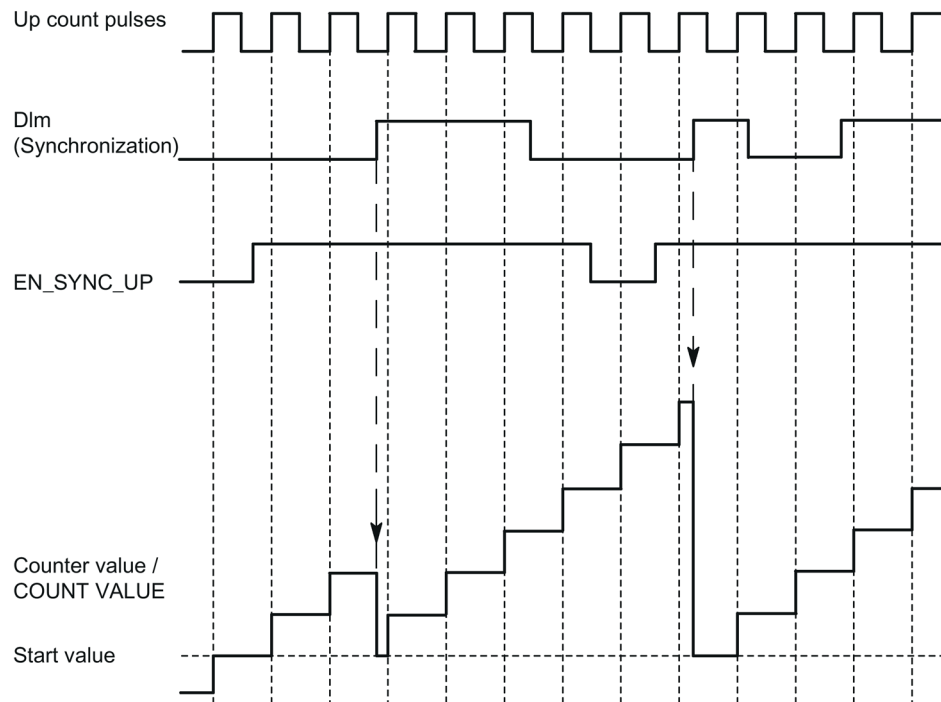 Up count pulses
DIm
(Synchronization)
EN_SYNC_UP
Counter value /
COUNT VALUE
Start value